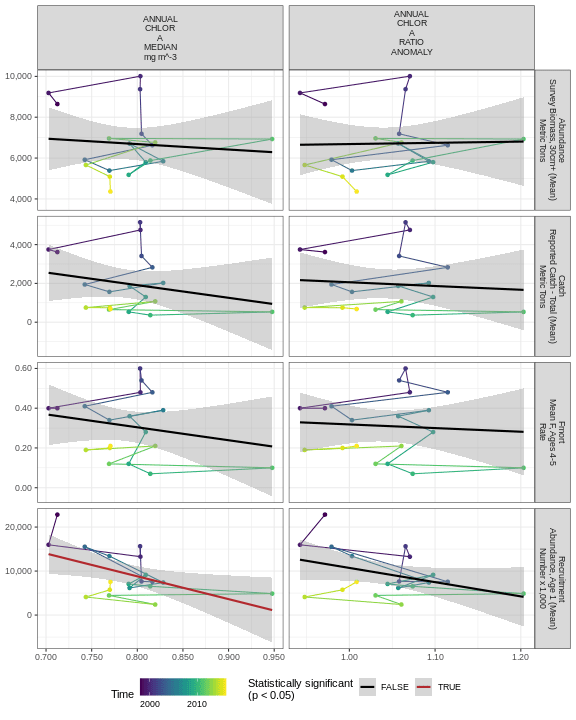 ANNUAL
CHLOR
A
MEDIAN
mg m^-3
ANNUAL
CHLOR
A
RATIO
ANOMALY
10,000
8,000
6,000
4,000
Abundance
Survey Biomass, 30cm+ (Mean)
Metric Tons
4,000
2,000
0
Catch
Reported Catch - Total (Mean)
Metric Tons
0.60
0.40
0.20
0.00
Fmort
Mean F, Ages 4-5
Rate
20,000
10,000
0
Recruitment
Abundance, Age 1 (Mean)
Number x 1,000
0.700 0.750 0.800 0.850 0.900 0.950
1.00 1.10 1.20
Time
2000 2010
Statistically significant
(p < 0.05)
FALSE TRUE